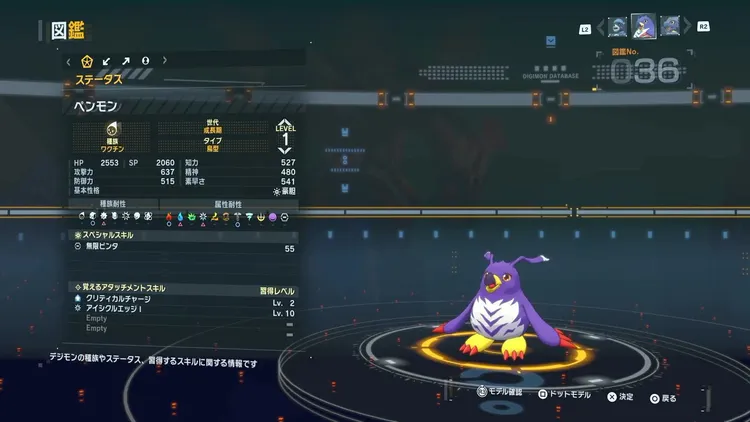 図鑑
L2
R2
図鑑No.
036
DIGIMON DATABASE
ステータス
ペンモン
種族
ワクチン
世代
成長期
タイプ
鳥型
LEVEL
1
HP 2553 SP 2060 知力 527
攻撃力 637 精神 480
防御力 515 素早さ 541
基本性格 豪胆
種族耐性 属性耐性
スペシャルスキル
無限ビンタ 55
覚えるアタッチメントスキル 習得レベル
クリティカルチャージ Lv. 2
アイシクルエッジI Lv. 10
Empty
Empty
デジモンの種族やステータス、習得するスキルに関する情報です
R3 モデル確認 ドットモデル 決定 戻る